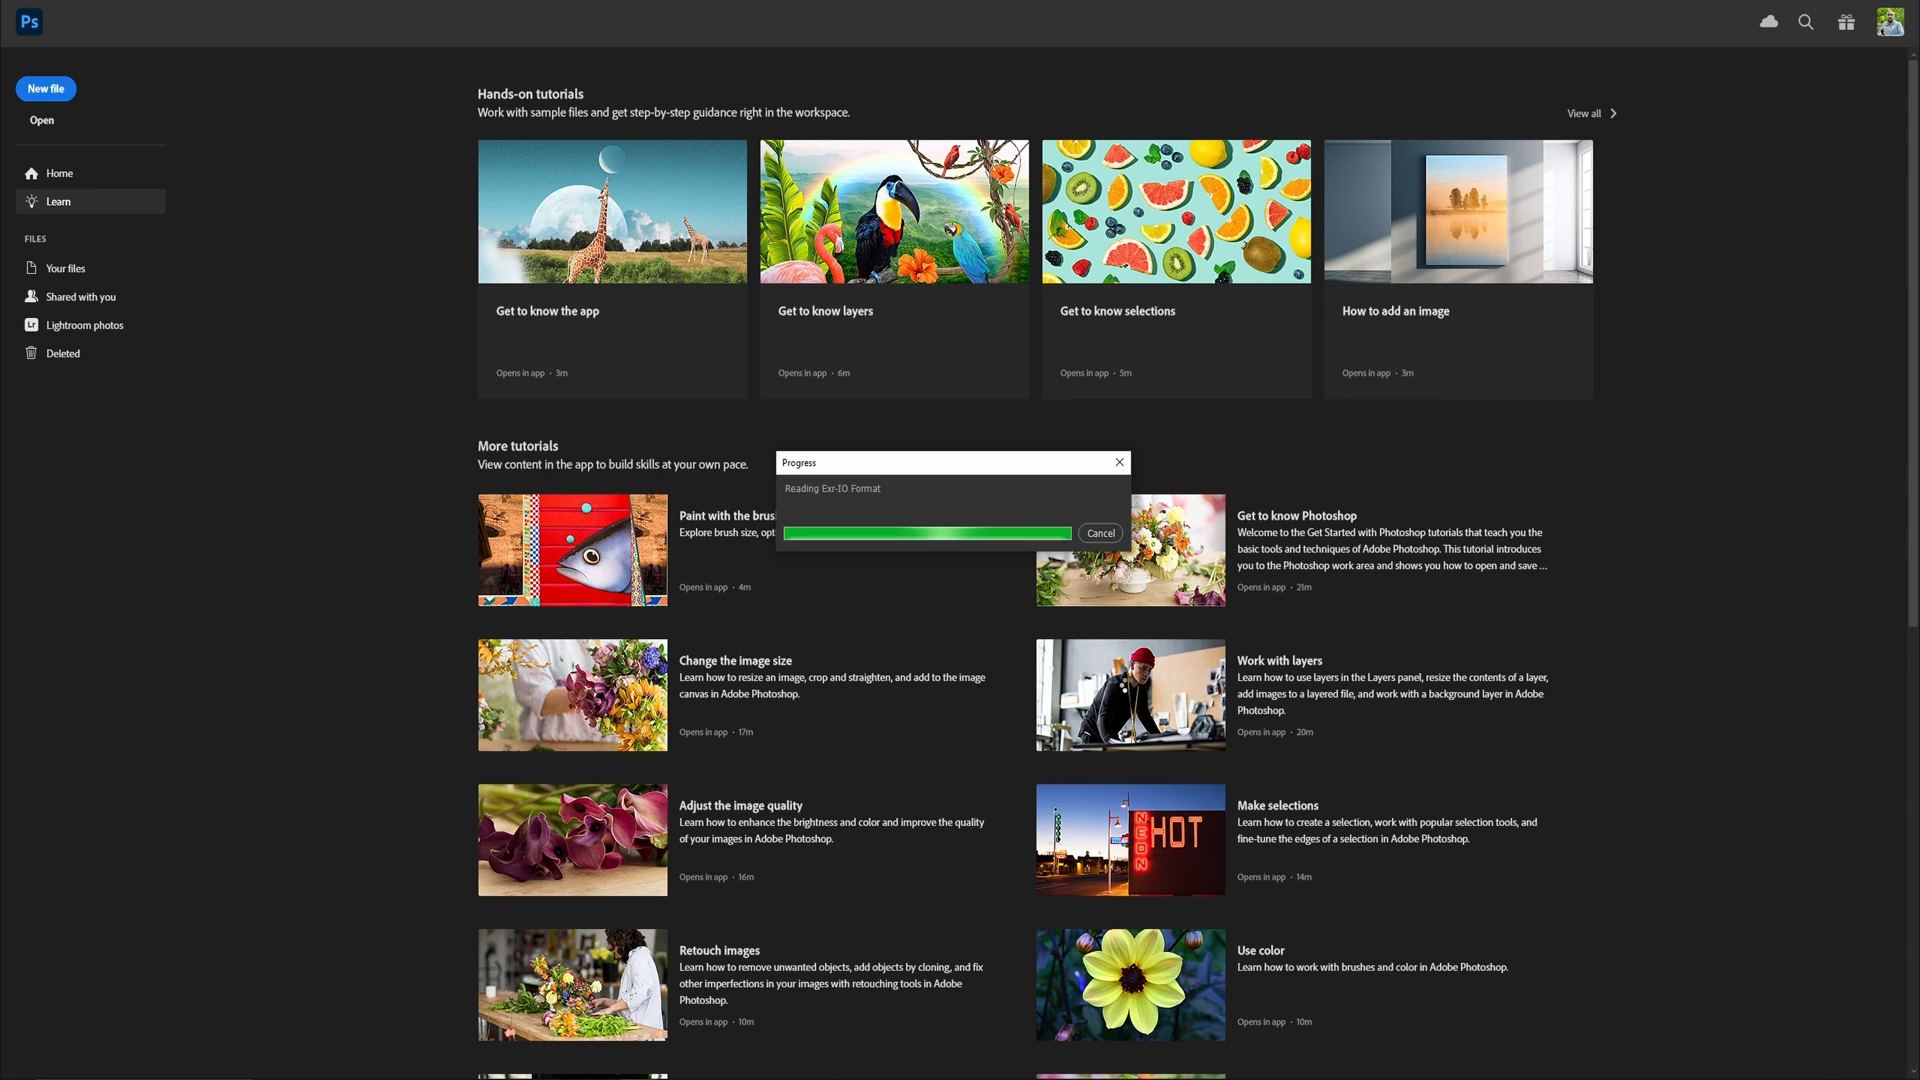 Ps
New file
Open
Home
Learn
FILES
Your files
Shared with you
Lr Lightroom photos
Deleted
Hands-on tutorials
Work with sample files and get step-by-step guidance right in the workspace.
View all
Get to know the app
Opens in app • 3m
Get to know layers
Opens in app • 6m
Get to know selections
Opens in app • 5m
How to add an image
Opens in app • 3m
More tutorials
View content in the app to build skills at your own pace.
Progress
Reading Exr-IO Format
Cancel
Paint with the brus
Explore brush size, opt
Opens in app • 4m
Get to know Photoshop
Welcome to the Get Started with Photoshop tutorials that teach you the
basic tools and techniques of Adobe Photoshop. This tutorial introduces
you to the Photoshop work area and shows you how to open and save ...
Opens in app • 21m
Change the image size
Learn how to resize an image, crop and straighten, and add to the image
canvas in Adobe Photoshop.
Opens in app • 17m
Work with layers
Learn how to use layers in the Layers panel, resize the contents of a layer,
add images to a layered file, and work with a background layer in Adobe
Photoshop.
Opens in app • 20m
Adjust the image quality
Learn how to enhance the brightness and color and improve the quality
of your images in Adobe Photoshop.
Opens in app • 16m
NEON
HOT
Make selections
Learn how to create a selection, work with popular selection tools, and
fine-tune the edges of a selection in Adobe Photoshop.
Opens in app • 14m
Retouch images
Learn how to remove unwanted objects, add objects by cloning, and fix
other imperfections in your images with retouching tools in Adobe
Photoshop.
Opens in app • 10m
Use color
Learn how to work with brushes and color in Adobe Photoshop.
Opens in app • 10m